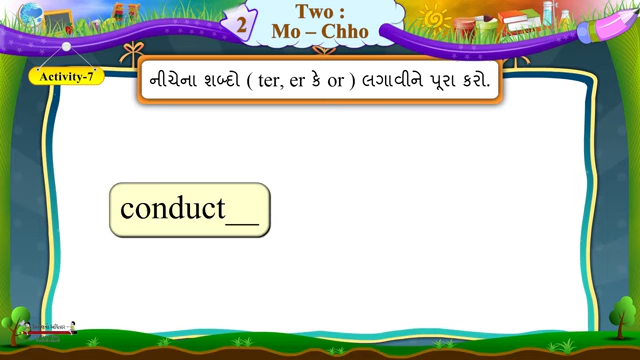 2
Two :
Mo – Chho
Activity-7
નીચેના શબ્દો ( ter, er કે or ) લગાવીને પૂરા કરો.
conduct__